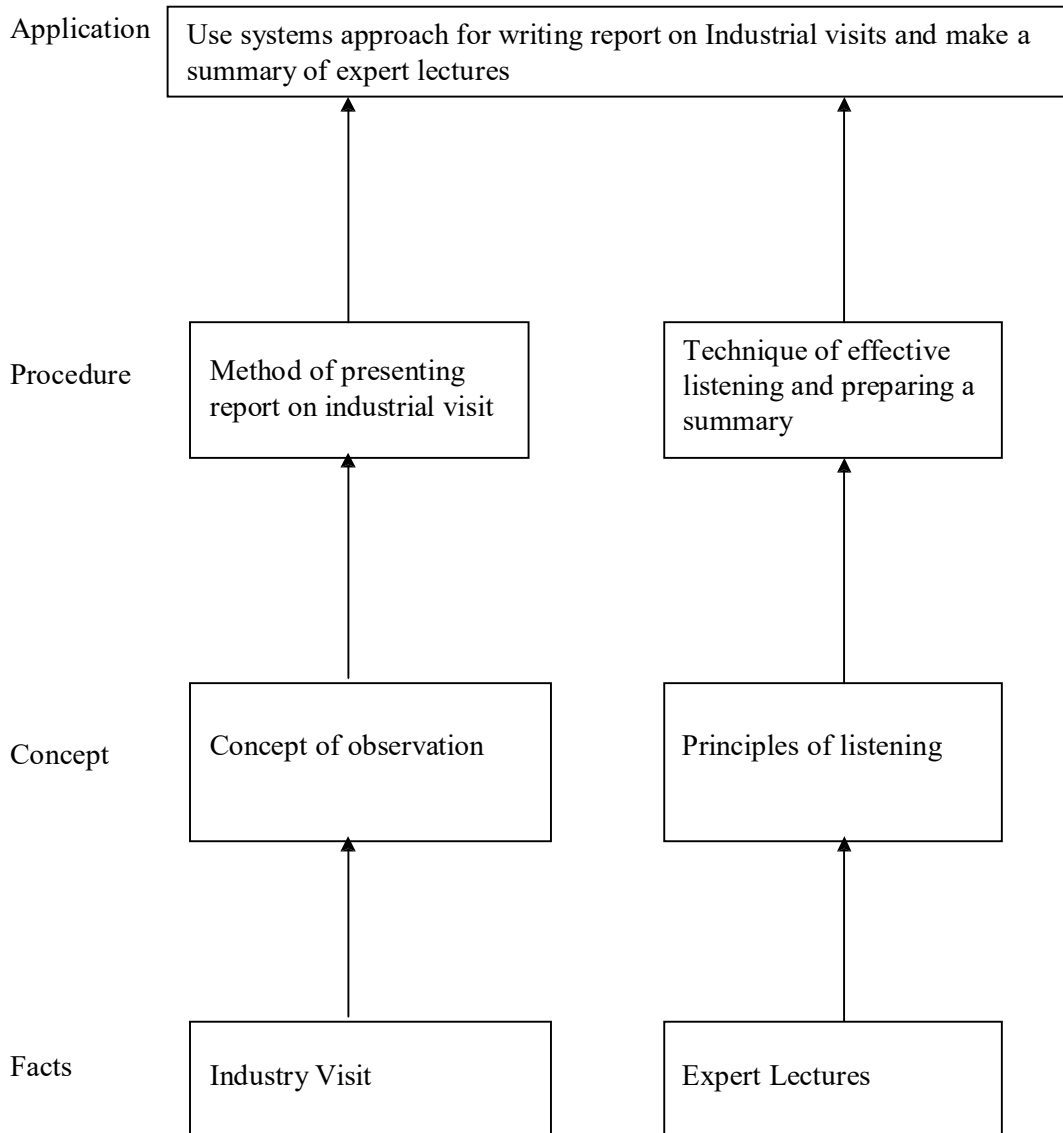 Application
Use systems approach for writing report on Industrial visits and make a
summary of expert lectures
Procedure
Method of presenting
report on industrial visit
Technique of effective
listening and preparing a
summary
Concept
Concept of observation
Principles of listening
Facts
Industry Visit
Expert Lectures